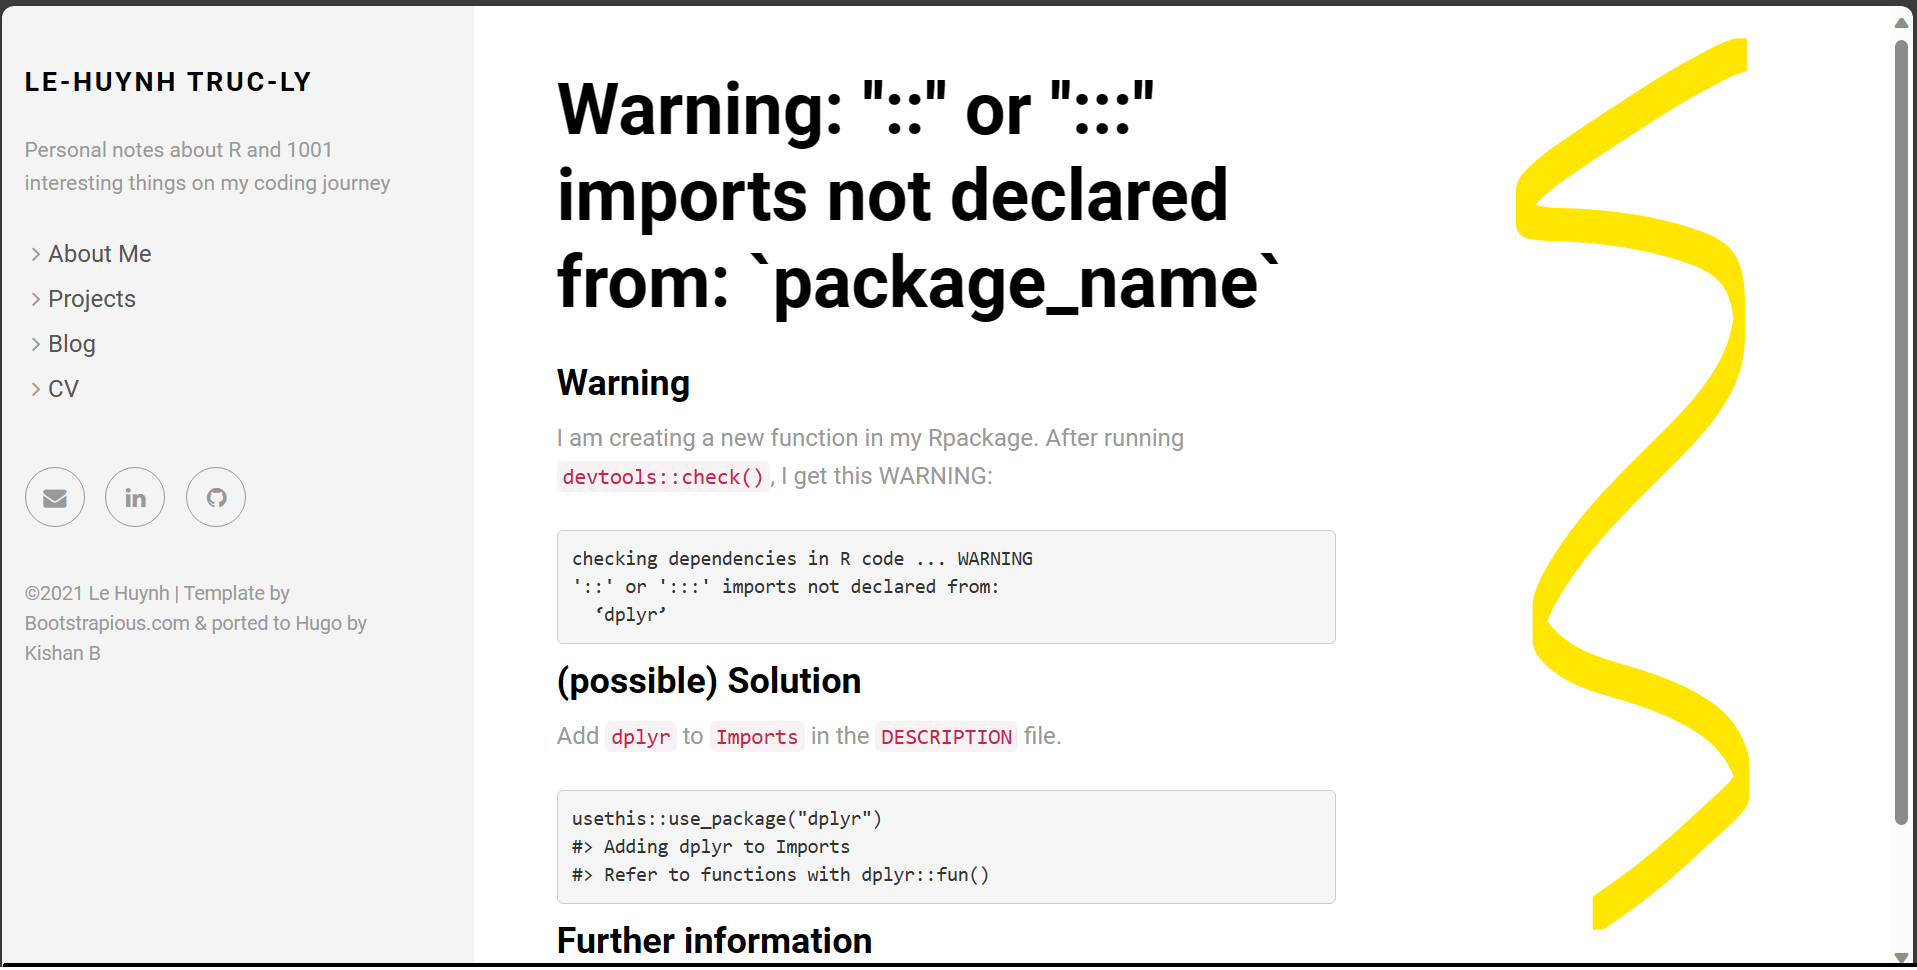 LE-HUYNH TRUC-LY
Personal notes about R and 1001
interesting things on my coding journey
About Me
Projects
Blog
CV
©2021 Le Huynh | Template by
Bootstrapious.com & ported to Hugo by
Kishan B
Warning: "::" or ":::"
imports not declared
from: `package_name`
Warning
I am creating a new function in my Rpackage. After running
devtools::check(), I get this WARNING:
checking dependencies in R code ... WARNING
'::' or ':::' imports not declared from:
  ‘dplyr’
(possible) Solution
Add dplyr to Imports in the DESCRIPTION file.
usethis::use_package("dplyr")
#> Adding dplyr to Imports
#> Refer to functions with dplyr::fun()
Further information